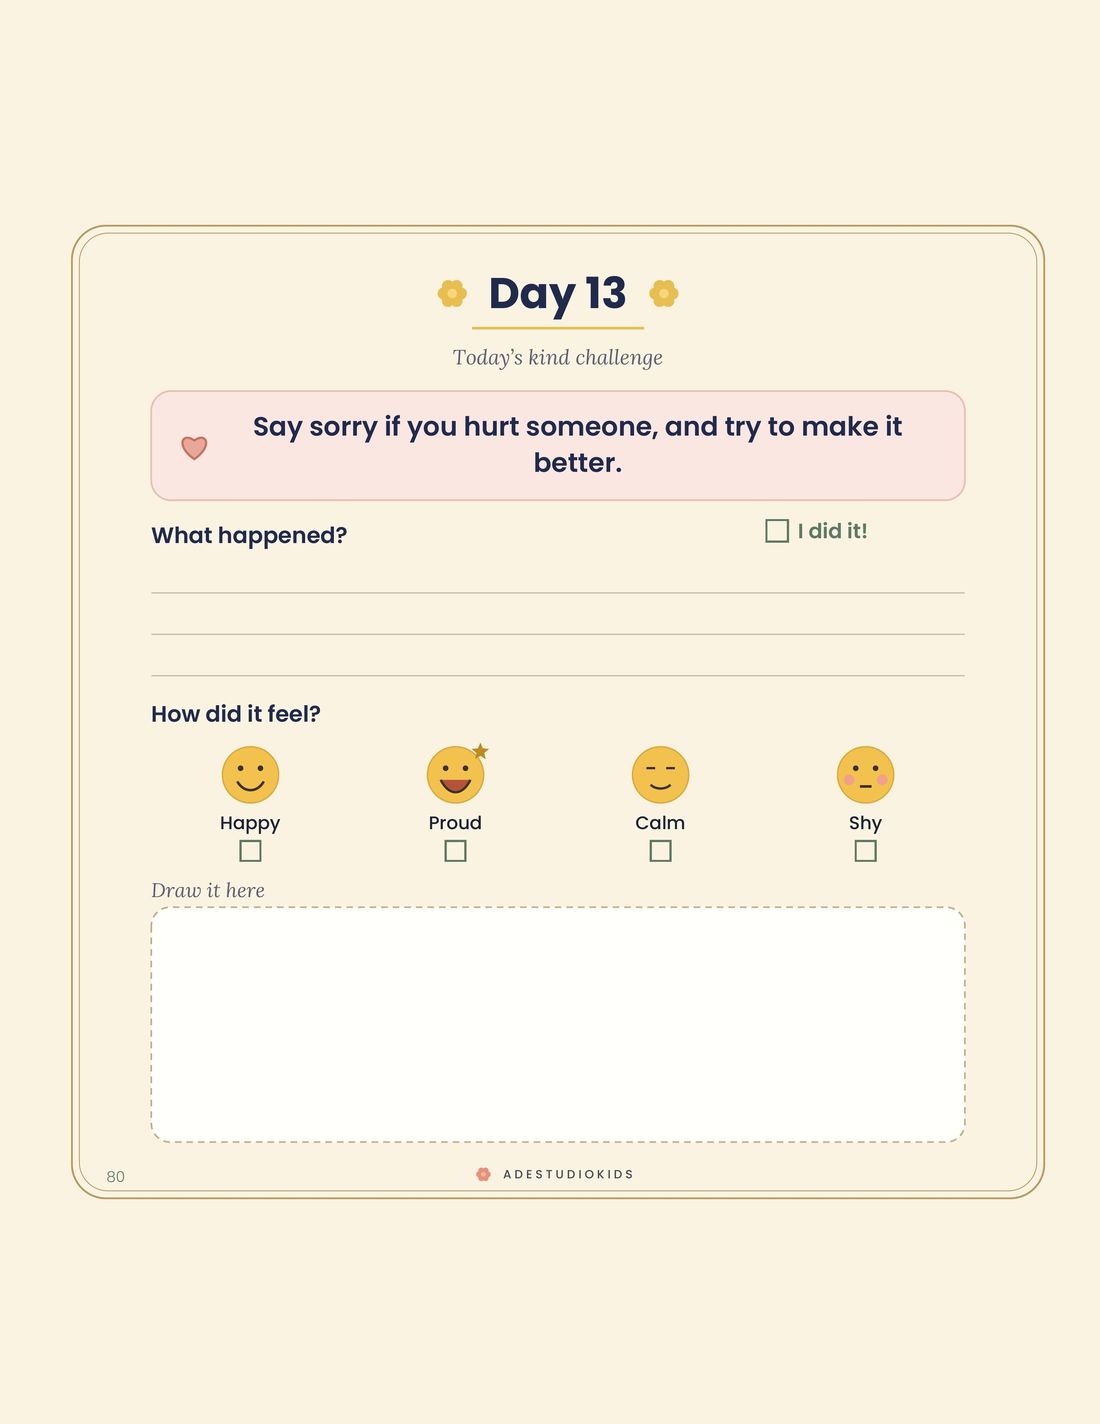 Day 13
Today's kind challenge
Say sorry if you hurt someone, and try to make it
better.
What happened?
I did it!
How did it feel?
Happy
Proud
Calm
Shy
Draw it here
80
ADESTUDIOKIDS